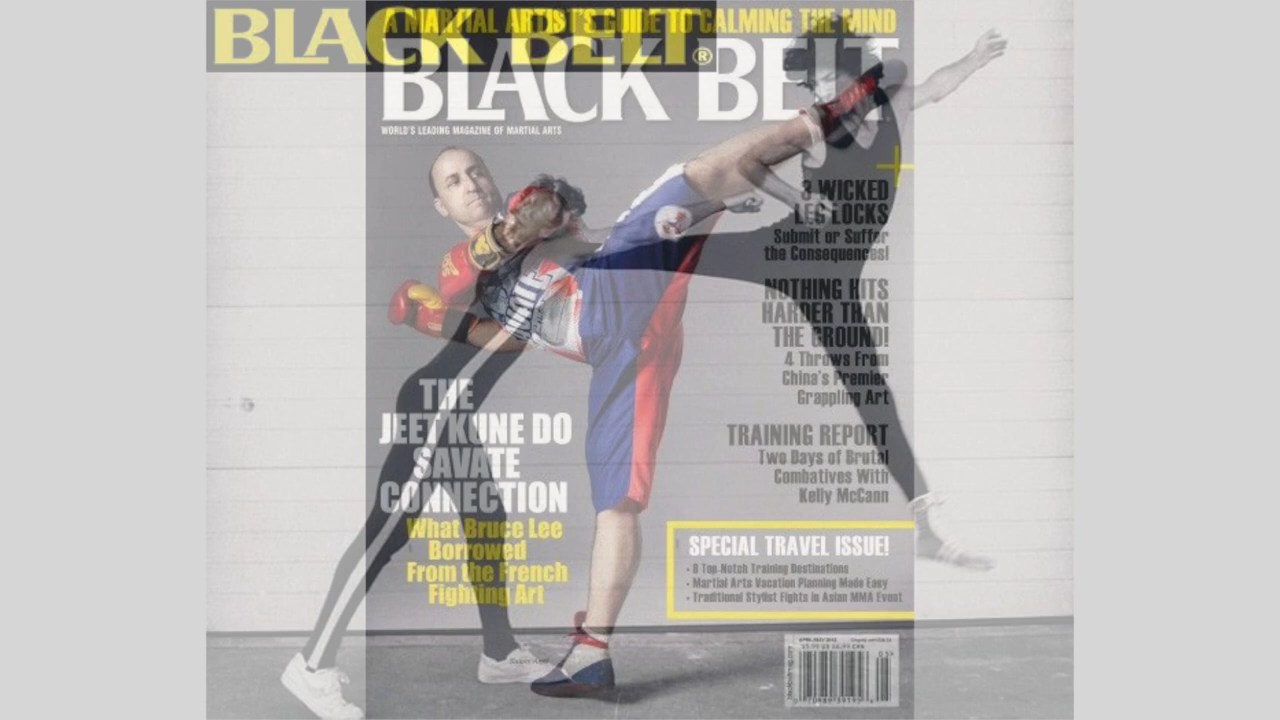 BLACK BELT
A MARTIAL ARTIST'S GUIDE TO CALMING THE MIND
BLACK BELT®
WORLD'S LEADING MAGAZINE OF MARTIAL ARTS
3 WICKED
LEG LOCKS
Submit or Suffer
the Consequences!
NOTHING HITS
HARDER THAN
THE GROUND!
4 Throws From
China's Premier
Grappling Art
THE
JEET KUNE DO
SAVATE
CONNECTION
What Bruce Lee
Borrowed
From the French
Fighting Art
TRAINING REPORT
Two Days of Brutal
Combatives With
Kelly McCann
SPECIAL TRAVEL ISSUE!
• 8 Top-Notch Training Destinations
• Martial Arts Vacation Planning Made Easy
• Traditional Stylist Fights in Asian MMA Event